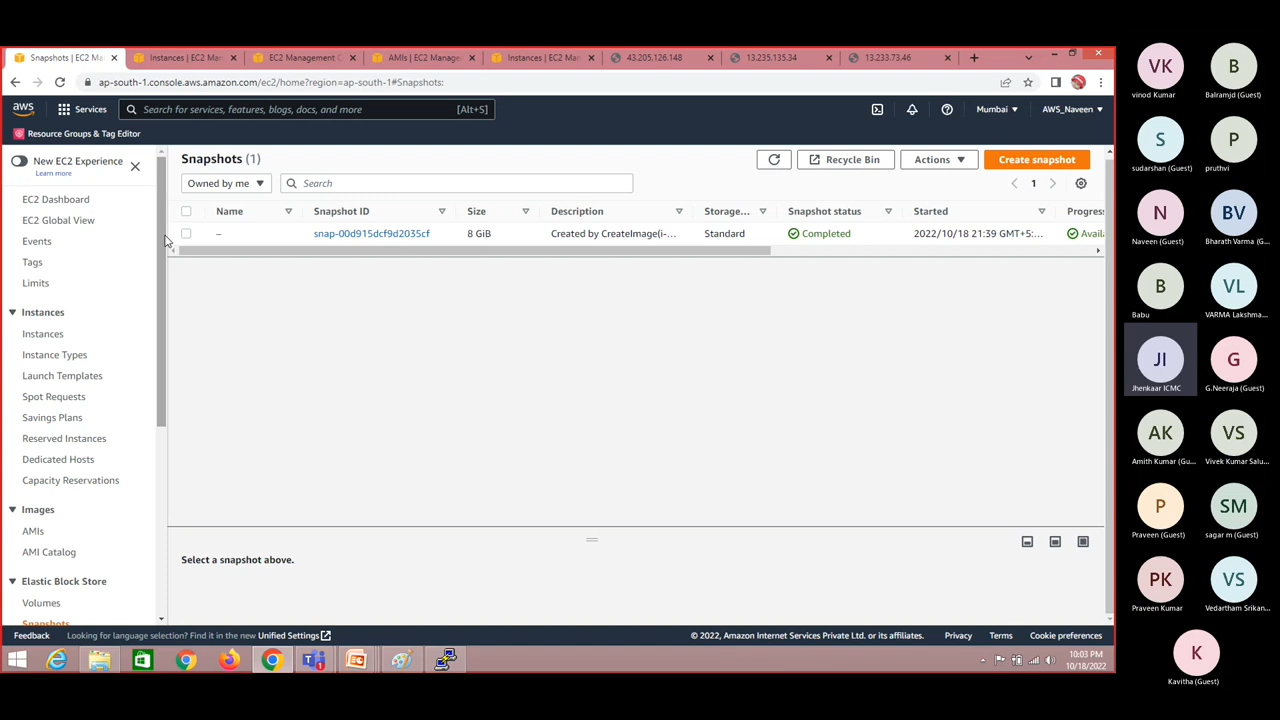 Snapshots | EC2 Ma
Instances | EC2 Man
EC2 Management C
AMIs | EC2 Manage
Instances | EC2 Man
43.205.126.148
13.235.135.34
13.233.73.46
ap-south-1.console.aws.amazon.com/ec2/home?region=ap-south-1#Snapshots:
aws
Services
Search for services, features, blogs, docs, and more
[Alt+S]
Mumbai
AWS_Naveen
Resource Groups & Tag Editor
New EC2 Experience
Learn more
EC2 Dashboard
EC2 Global View
Events
Tags
Limits
Instances
Instances
Instance Types
Launch Templates
Spot Requests
Savings Plans
Reserved Instances
Dedicated Hosts
Capacity Reservations
Images
AMIs
AMI Catalog
Elastic Block Store
Volumes
Snapshots
Snapshots (1)
Recycle Bin
Actions
Create snapshot
Owned by me
Search
1
Name
Snapshot ID
Size
Description
Storage...
Snapshot status
Started
Progress
–
snap-00d915dcf9d2035cf
8 GiB
Created by CreateImage(i-...
Standard
Completed
2022/10/18 21:39 GMT+5:...
Avail
Select a snapshot above.
Feedback
Looking for language selection? Find it in the new Unified Settings
© 2022, Amazon Internet Services Private Ltd. or its affiliates.
Privacy
Terms
Cookie preferences
10:03 PM
10/18/2022
VK
vinod Kumar
B
Balramjd (Guest)
S
sudarshan (Guest)
P
pruthvi
N
Naveen (Guest)
BV
Bharath Varma (G...
B
Babu
VL
VARMA Lakshma...
JI
Jhenkaar ICMC
G
G.Neeraja (Guest)
AK
Amith Kumar (Gu...
VS
Vivek Kumar Salu...
P
Praveen (Guest)
SM
sagar m (Guest)
PK
Praveen Kumar
VS
Vedartham Srikan...
K
Kavitha (Guest)